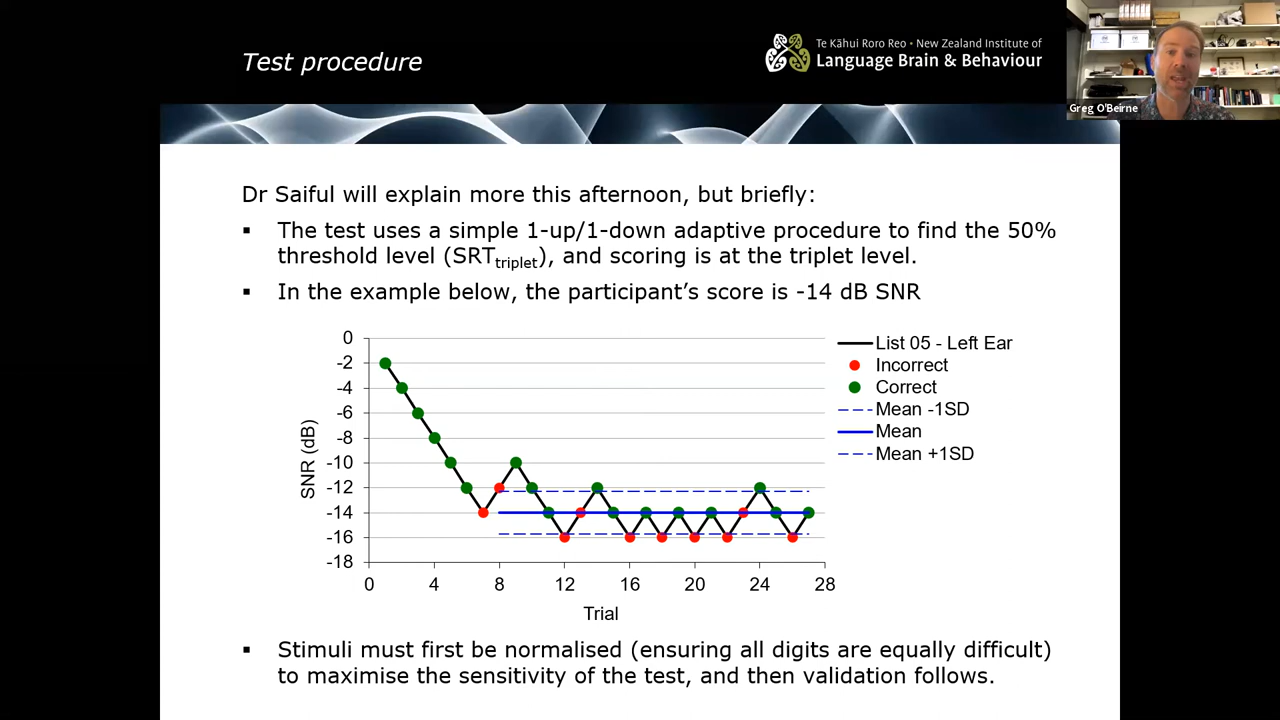 Test procedure
Te Kāhui Roro Reo • New Zealand Institute of
Language Brain & Behaviour
Greg O'Beirne
Dr Saiful will explain more this afternoon, but briefly:
▪ The test uses a simple 1-up/1-down adaptive procedure to find the 50%
threshold level (SRTtriplet), and scoring is at the triplet level.
▪ In the example below, the participant’s score is -14 dB SNR
0
-2
-4
-6
-8
-10
-12
-14
-16
-18
SNR (dB)
0 4 8 12 16 20 24 28
Trial
List 05 - Left Ear
Incorrect
Correct
Mean -1SD
Mean
Mean +1SD
▪ Stimuli must first be normalised (ensuring all digits are equally difficult)
to maximise the sensitivity of the test, and then validation follows.